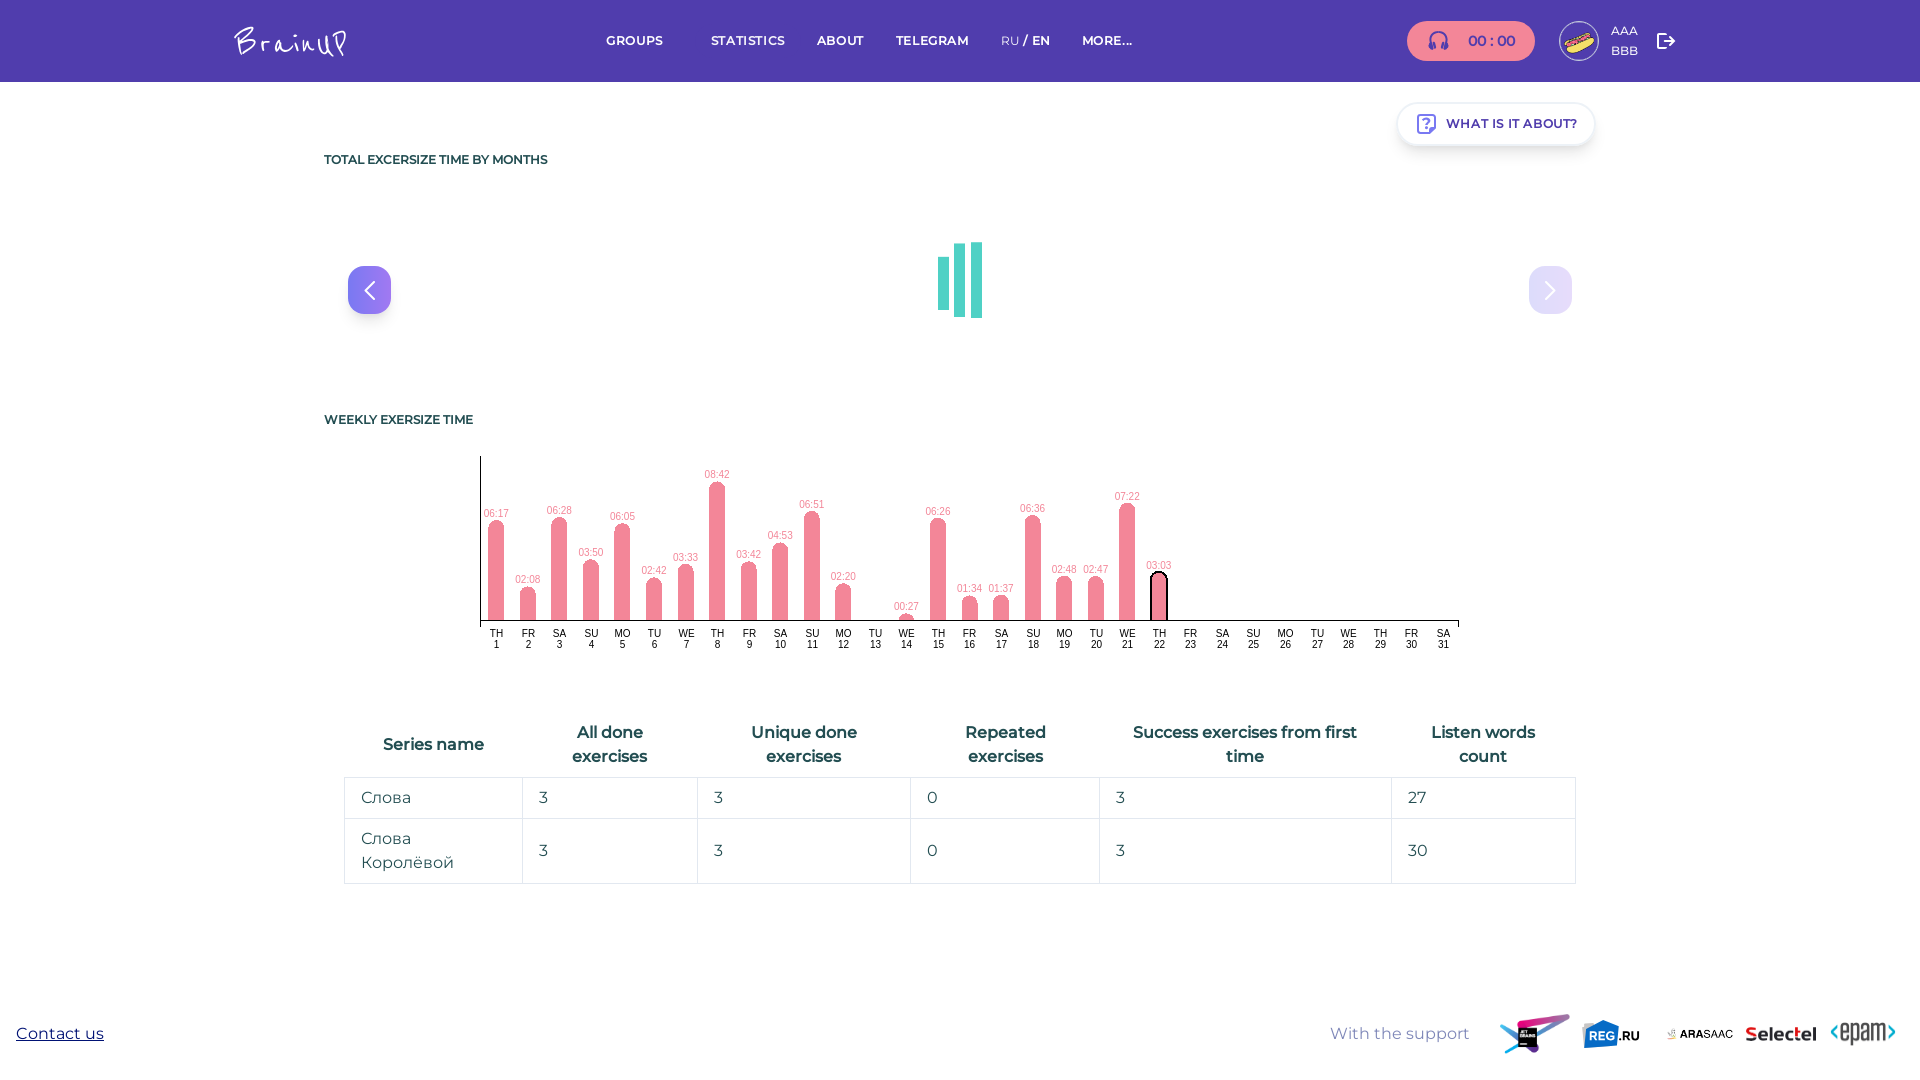 BrainUP
GROUPS
STATISTICS
ABOUT
TELEGRAM
RU / EN
MORE...
00 : 00
AAA
BBB
WHAT IS IT ABOUT?
TOTAL EXCERSIZE TIME BY MONTHS
WEEKLY EXERSIZE TIME
06:17
02:08
06:28
03:50
06:05
02:42
03:33
08:42
03:42
04:53
06:51
02:20
00:27
06:26
01:34
01:37
06:36
02:48
02:47
07:22
03:03
TH FR SA SU MO TU WE TH FR SA SU MO TU WE TH FR SA SU MO TU WE TH FR SA SU MO TU WE TH FR SA
1 2 3 4 5 6 7 8 9 10 11 12 13 14 15 16 17 18 19 20 21 22 23 24 25 26 27 28 29 30 31
Series name
All done
exercises
Unique done
exercises
Repeated
exercises
Success exercises from first
time
Listen words
count
Слова
3
3
0
3
27
Слова
Королёвой
3
3
0
3
30
Contact us
With the support
JET
BRAINS
REG.RU
ARASAAC
Selectel
<epam>